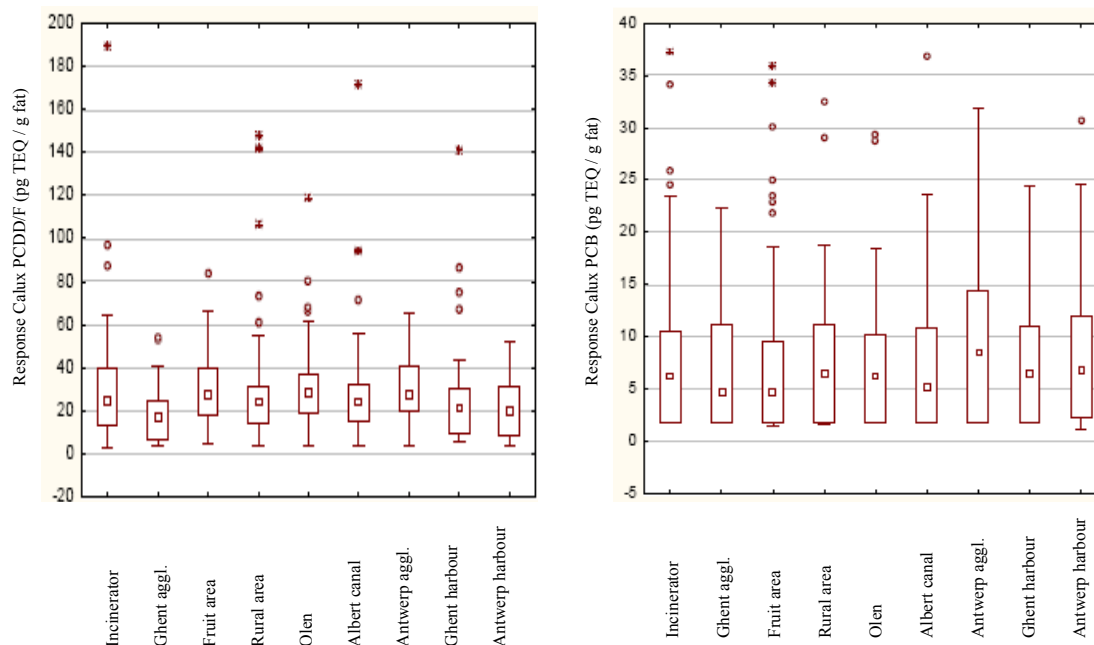 Response Calux PCDD/F (pg TEQ / g fat)
200
180
160
140
120
100
80
60
40
20
0
-20
Incinerator
Ghent aggl.
Fruit area
Rural area
Olen
Albert canal
Antwerp aggl.
Ghent harbour
Antwerp harbour
Response Calux PCB (pg TEQ / g fat)
40
35
30
25
20
15
10
5
0
-5
Incinerator
Ghent aggl.
Fruit area
Rural area
Olen
Albert canal
Antwerp aggl.
Ghent harbour
Antwerp harbour